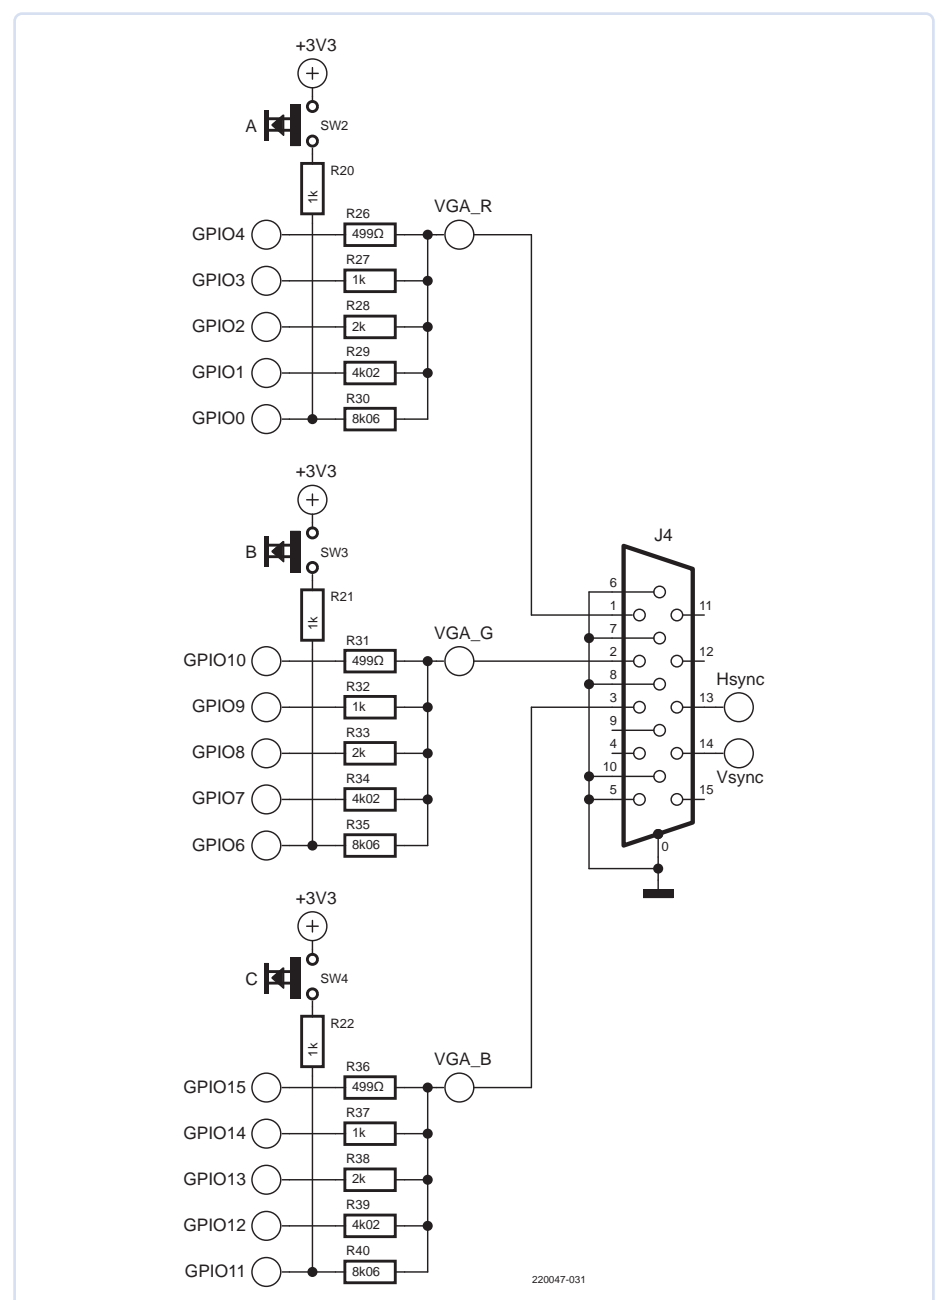 +3V3
A
SW2
R20
1k
VGA_R
R26
GPIO4
499Ω
R27
GPIO3
1k
R28
GPIO2
2k
R29
GPIO1
4k02
R30
GPIO0
8k06
+3V3
B
SW3
R21
1k
VGA_G
R31
GPIO10
499Ω
R32
GPIO9
1k
R33
GPIO8
2k
R34
GPIO7
4k02
R35
GPIO6
8k06
J4
6
1
11
7
2
12
8
Hsync
3
13
9
4
14
10
Vsync
5
15
0
+3V3
C
SW4
R22
1k
VGA_B
R36
GPIO15
499Ω
R37
GPIO14
1k
R38
GPIO13
2k
R39
GPIO12
4k02
R40
GPIO11
8k06
220047-031